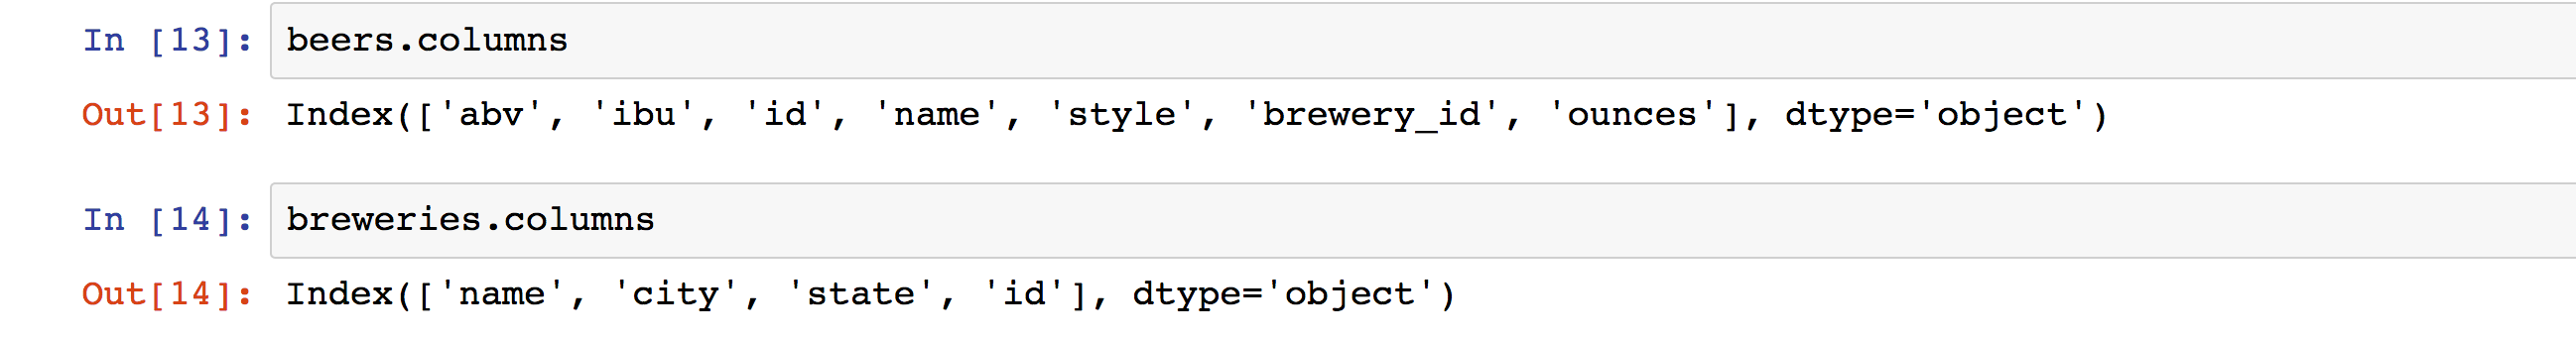 In [13]: beers.columns
Out[13]: Index(['abv', 'ibu', 'id', 'name', 'style', 'brewery_id', 'ounces'], dtype='object')
In [14]: breweries.columns
Out[14]: Index(['name', 'city', 'state', 'id'], dtype='object')